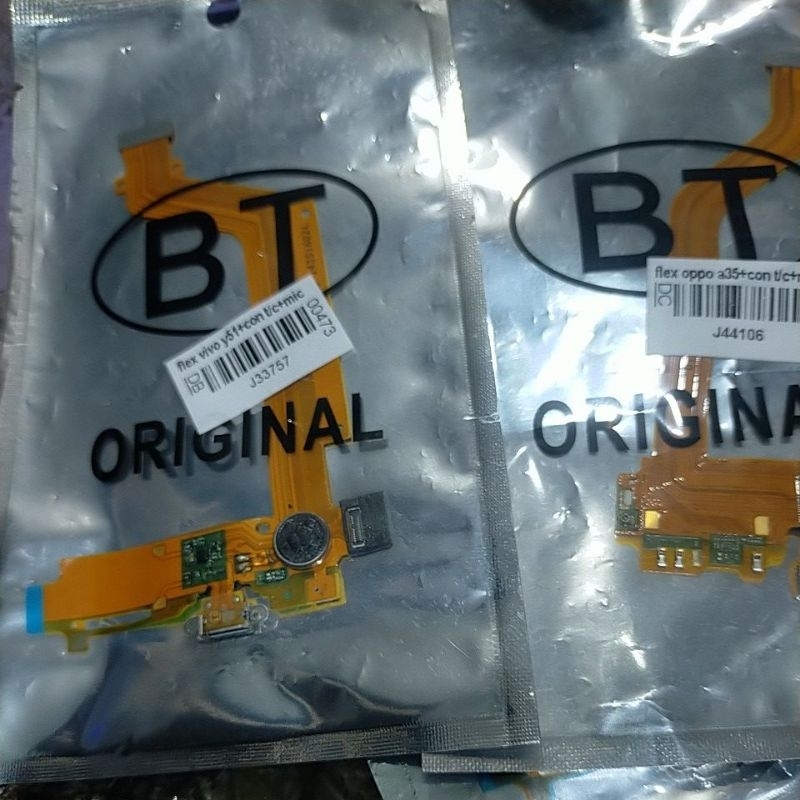 BT
flex vivo y51+con t/c+mic
DB
00473
J33757
ORIGINAL
BT
flex oppo a35+con t/c+m
DC
J44106
ORIGINA